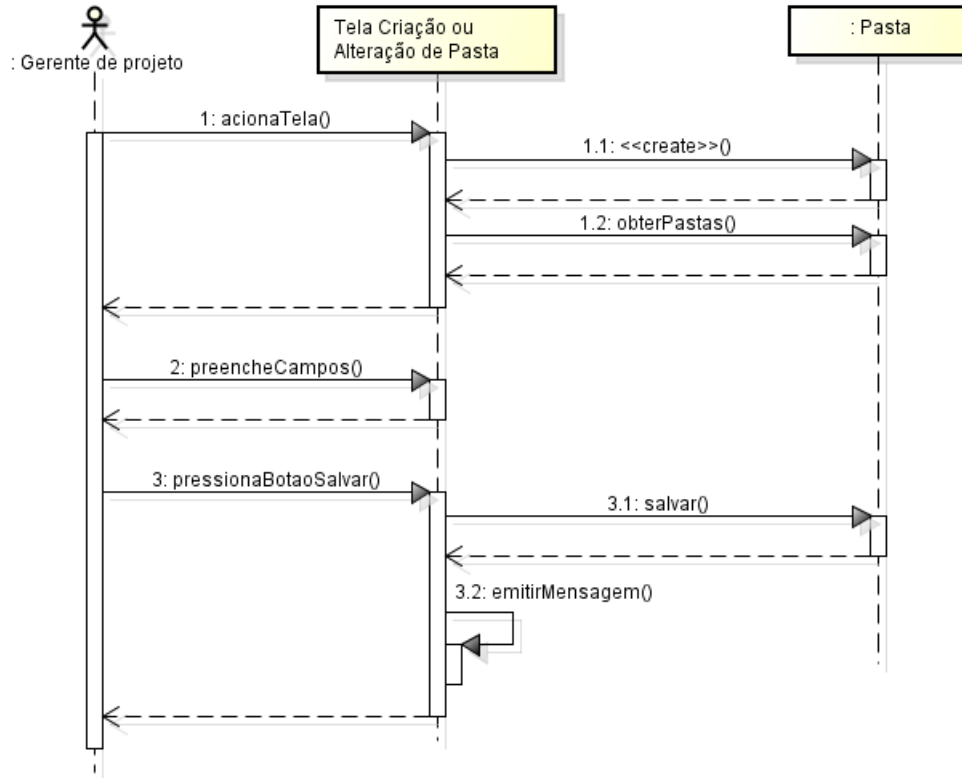 : Gerente de projeto
Tela Criação ou
Alteração de Pasta
: Pasta
1: acionaTela()
1.1: <<create>>()
1.2: obterPastas()
2: preencheCampos()
3: pressionaBotaoSalvar()
3.1: salvar()
3.2: emitirMensagem()